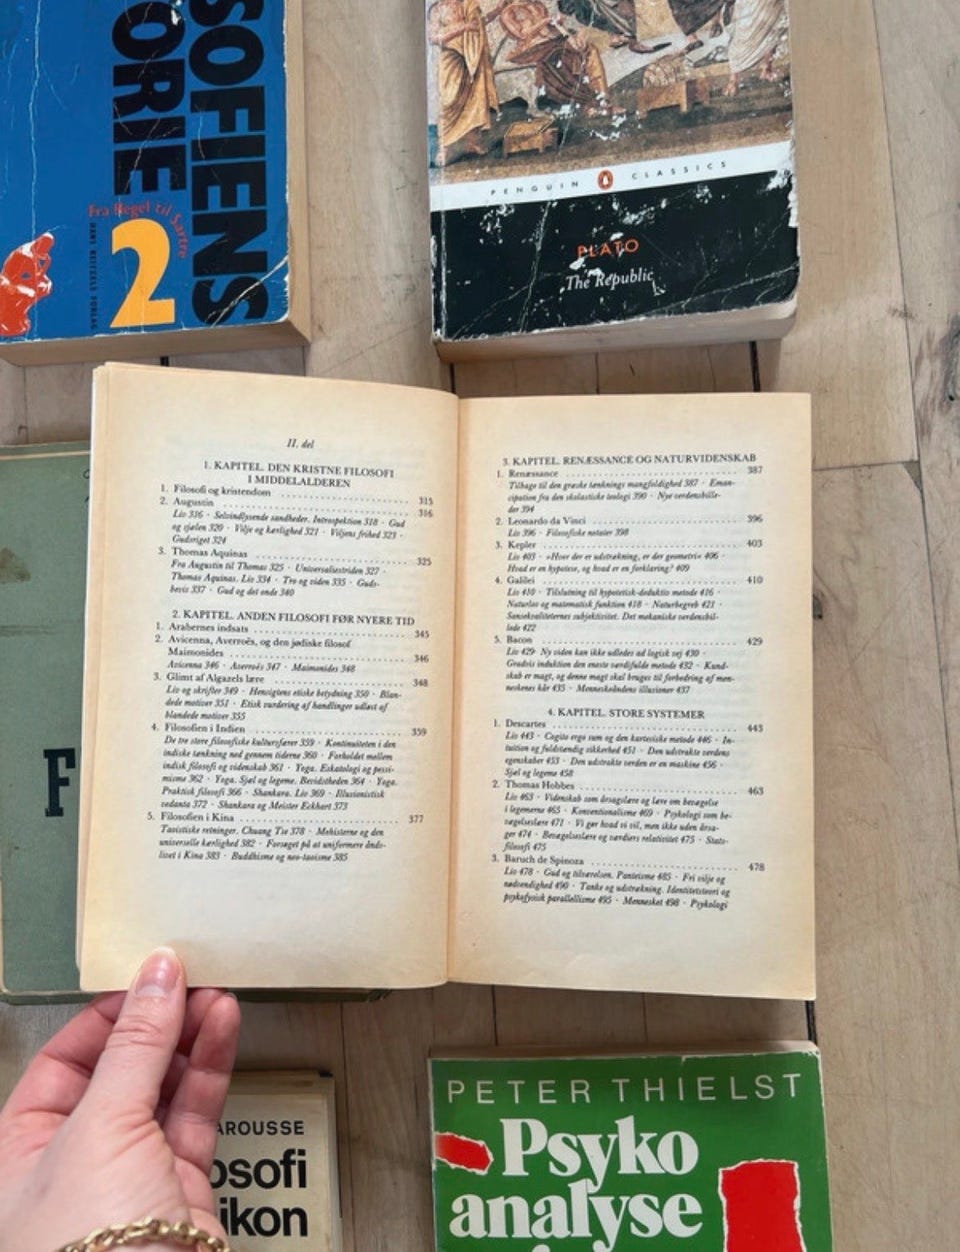 SOFIENS
ORIE
Fra Hegel til Sartre
2
HANS REITZELS FORLAG
PENGUIN CLASSICS
PLATO
The Republic
II. del
1. KAPITEL. DEN KRISTNE FILOSOFI
I MIDDELALDEREN
1. Filosofi og kristendom 315
2. Augustin 316
Liv 316 · Selvindlysende sandheder. Introspektion 318 · Gud
og sjælen 320 · Vilje og kærlighed 321 · Viljens frihed 323 ·
Gudsriget 324
3. Thomas Aquinas 325
Fra Augustin til Thomas 325 · Universaliestriden 327 ·
Thomas Aquinas. Liv 334 · Tro og viden 335 · Guds-
bevis 337 · Gud og det onde 340
2. KAPITEL. ANDEN FILOSOFI FØR NYERE TID
1. Arabernes indsats 345
2. Avicenna, Averroës, og den jødiske filosof
Maimonides 346
Avicenna 346 · Averroës 347 · Maimonides 348
3. Glimt af Algazels lære 348
Liv og skrifter 349 · Hensigtens etiske betydning 350 · Blan-
dede motiver 351 · Etisk vurdering af handlinger udløst af
blandede motiver 355
4. Filosofien i Indien 359
De tre store filosofiske kultursfærer 359 · Kontinuiteten i den
indiske tænkning ned gennem tiderne 360 · Forholdet mellem
indisk filosofi og videnskab 361 · Yoga. Eskatologi og pessi-
misme 362 · Yoga. Sjæl og legeme. Bevidstheden 364 · Yoga.
Praktisk filosofi 366 · Shankara. Liv 369 · Illusionistisk
vedanta 372 · Shankara og Meister Eckhart 373
5. Filosofien i Kina 377
Taoistiske retninger. Chuang Tse 378 · Mohisterne og den
universelle kærlighed 382 · Forsøget på at uniformere ånds-
livet i Kina 383 · Buddhisme og neo-taoisme 385
3. KAPITEL. RENÆSSANCE OG NATURVIDENSKAB
1. Renæssance 387
Tilbage til den græske tænknings mangfoldighed 387 · Eman-
cipation fra den skolastiske teologi 390 · Nye verdensbille-
der 394
2. Leonardo da Vinci 396
Liv 396 · Filosofiske notater 398
3. Kepler 403
Liv 403 · »Hvor der er udstrækning, er der geometri« 406 ·
Hvad er en hypotese, og hvad er en forklaring? 409
4. Galilei 410
Liv 410 · Tilslutning til hypotetisk-deduktiv metode 416 ·
Naturlov og matematisk funktion 418 · Naturbegreb 421 ·
Sansekvaliteternes subjektivitet. Det mekaniske verdensbil-
lede 422
5. Bacon 429
Liv 429 · Ny viden kan ikke udledes ad logisk vej 430 ·
Gradvis induktion den eneste værdifulde metode 432 · Kund-
skab er magt, og denne magt skal bruges til forbedring af men-
neskenes kår 435 · Menneskeåndens illusioner 437
4. KAPITEL. STORE SYSTEMER
1. Descartes 443
Liv 443 · Cogito ergo sum og den kartesiske metode 446 · In-
tuition og fuldstændig sikkerhed 451 · Den udstrakte verdens
egenskaber 453 · Den udstrakte verden er en maskine 456 ·
Sjæl og legeme 458
2. Thomas Hobbes 463
Liv 463 · Videnskab som årsagslære og lære om bevægelse
i legemerne 465 · Konventionalisme 469 · Psykologi som be-
vægelseslære 471 · Vi gør hvad vi vil, men ikke uden årsa-
ger 474 · Bevægelseslære og værdiers relativitet 475 · Stats-
filosofi 475
3. Baruch de Spinoza 478
Liv 478 · Gud og tilværelsen. Panteisme 485 · Fri vilje og
nødvendighed 490 · Tanke og udstrækning. Identitetsteori og
psykofysisk parallellisme 495 · Mennesket 498 · Psykologi
F
AROUSSE
osofi
ikon
PETER THIELST
Psyko
analyse